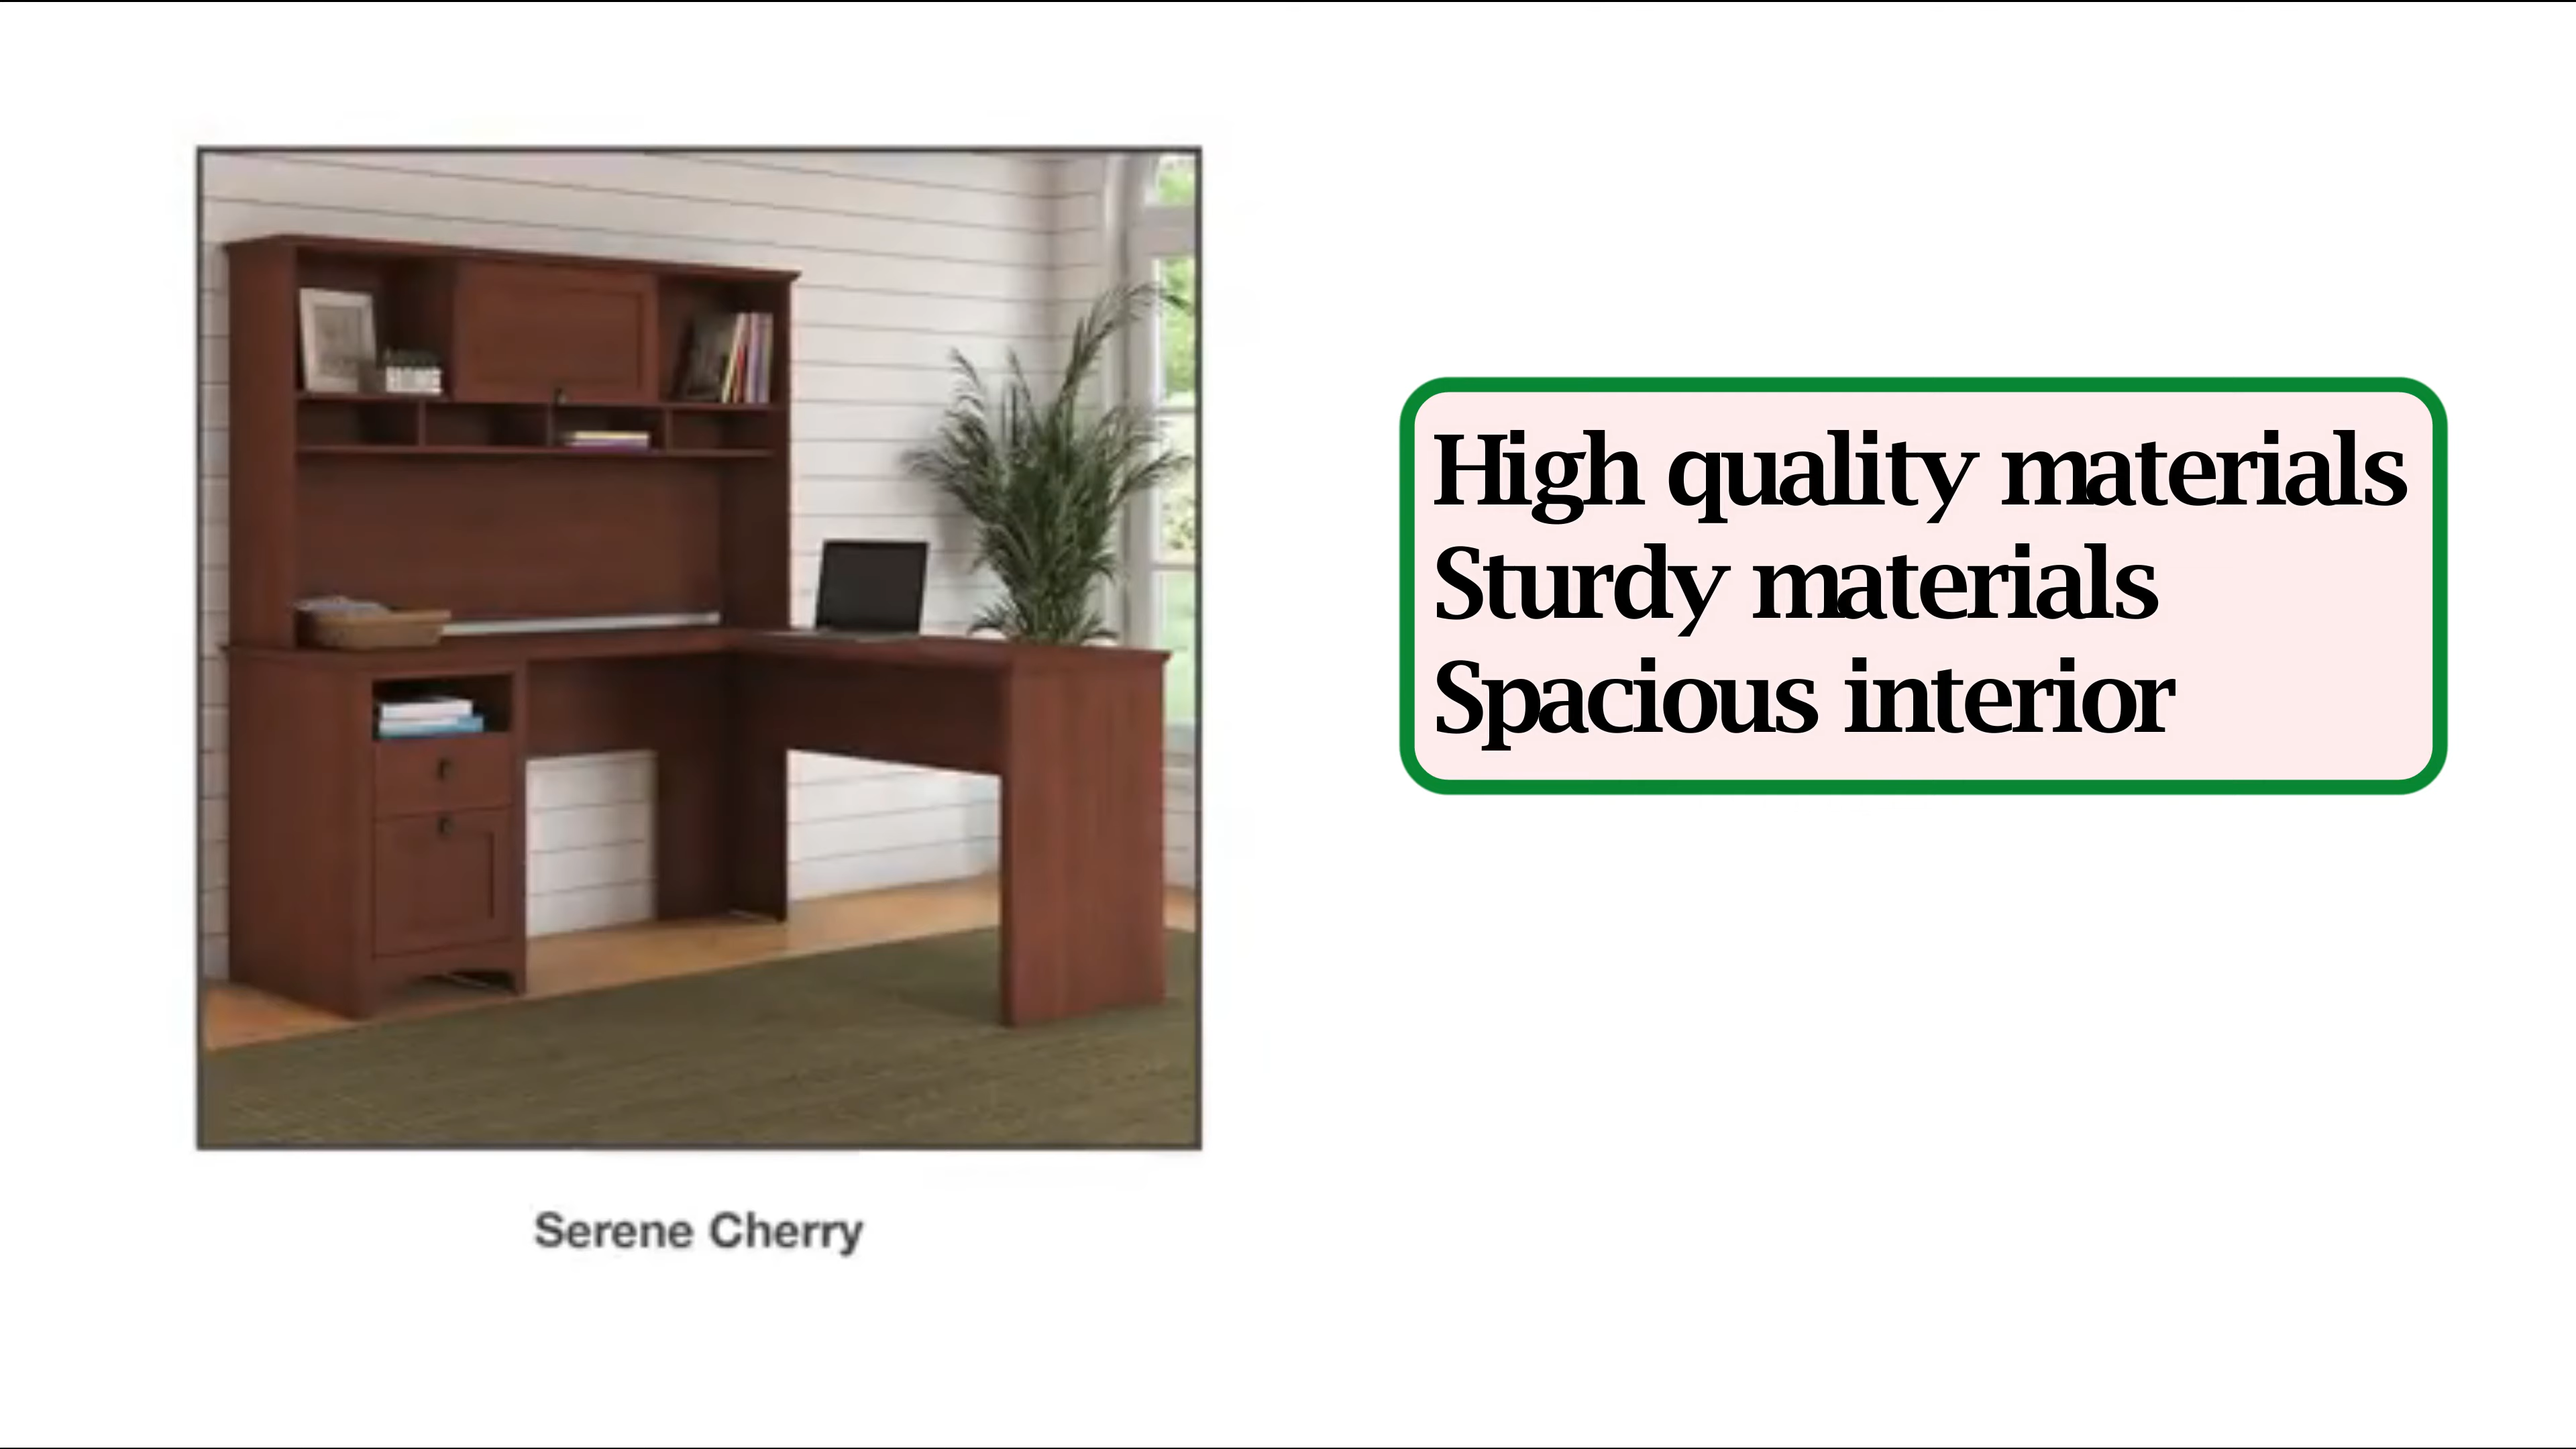 High quality materials
Sturdy materials
Spacious interior
Serene Cherry